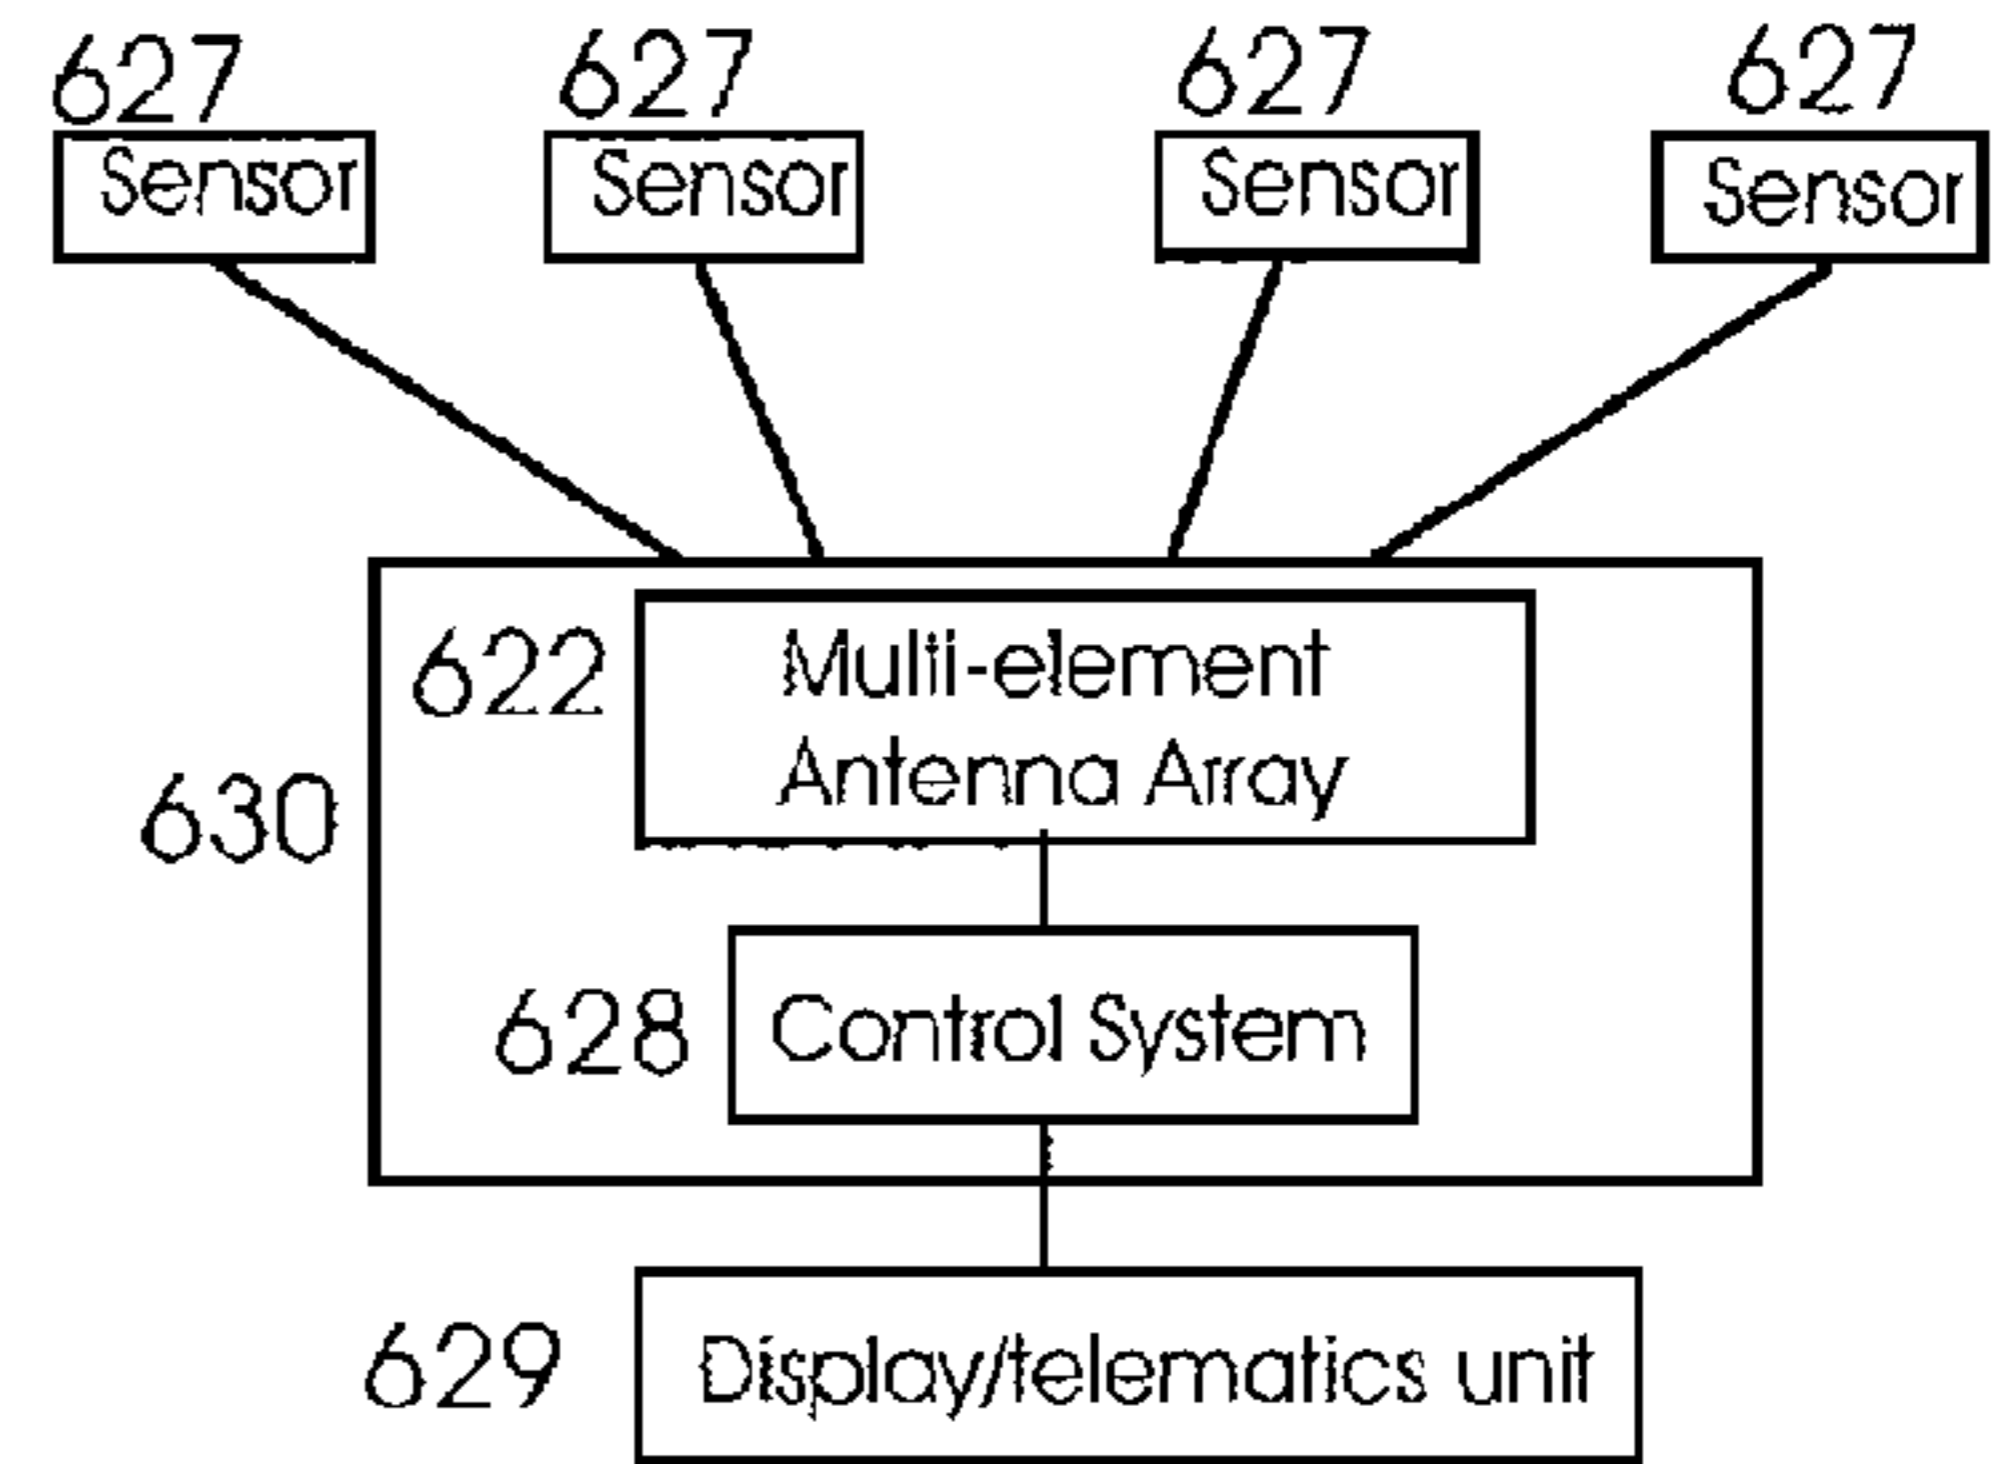 627 627 627 627
Sensor Sensor Sensor Sensor
622 Multi-element
Antenna Array
630
628 Control System
629 Display/telematics unit